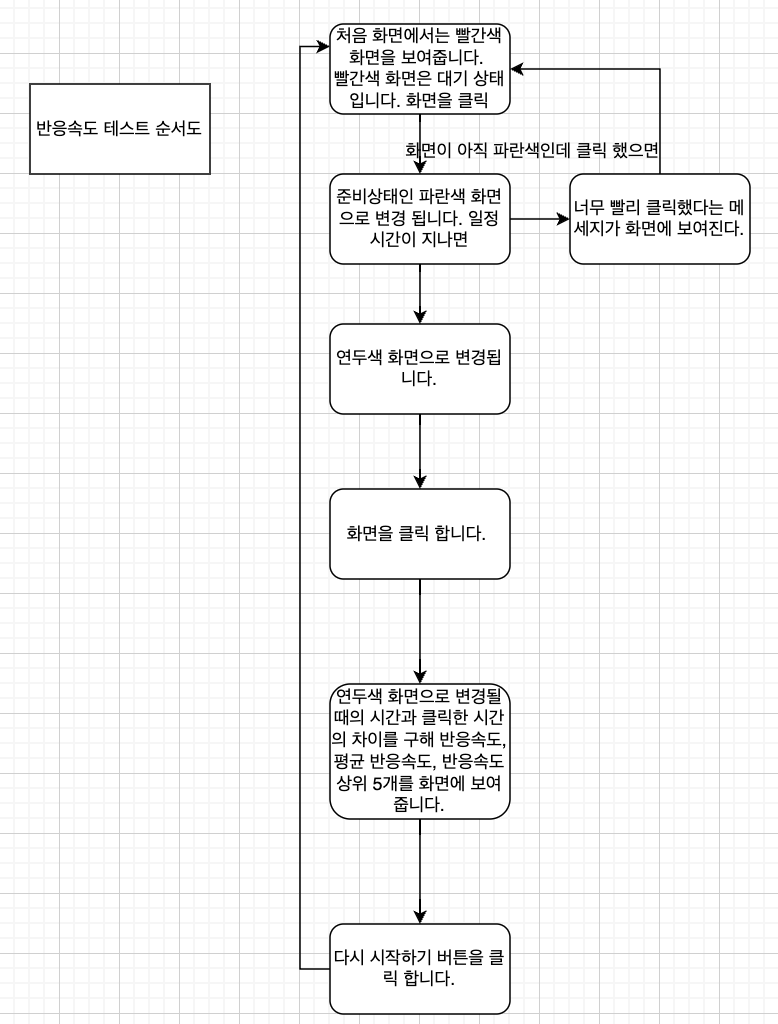 처음 화면에서는 빨간색
화면을 보여줍니다.
빨간색 화면은 대기 상태
입니다. 화면을 클릭
반응속도 테스트 순서도
화면이 아직 파란색인데 클릭 했으면
준비상태인 파란색 화면
으로 변경 됩니다. 일정
시간이 지나면
너무 빨리 클릭했다는 메
세지가 화면에 보여진다.
연두색 화면으로 변경됩
니다.
화면을 클릭 합니다.
연두색 화면으로 변경될
때의 시간과 클릭한 시간
의 차이를 구해 반응속도,
평균 반응속도, 반응속도
상위 5개를 화면에 보여
줍니다.
다시 시작하기 버튼을 클
릭 합니다.